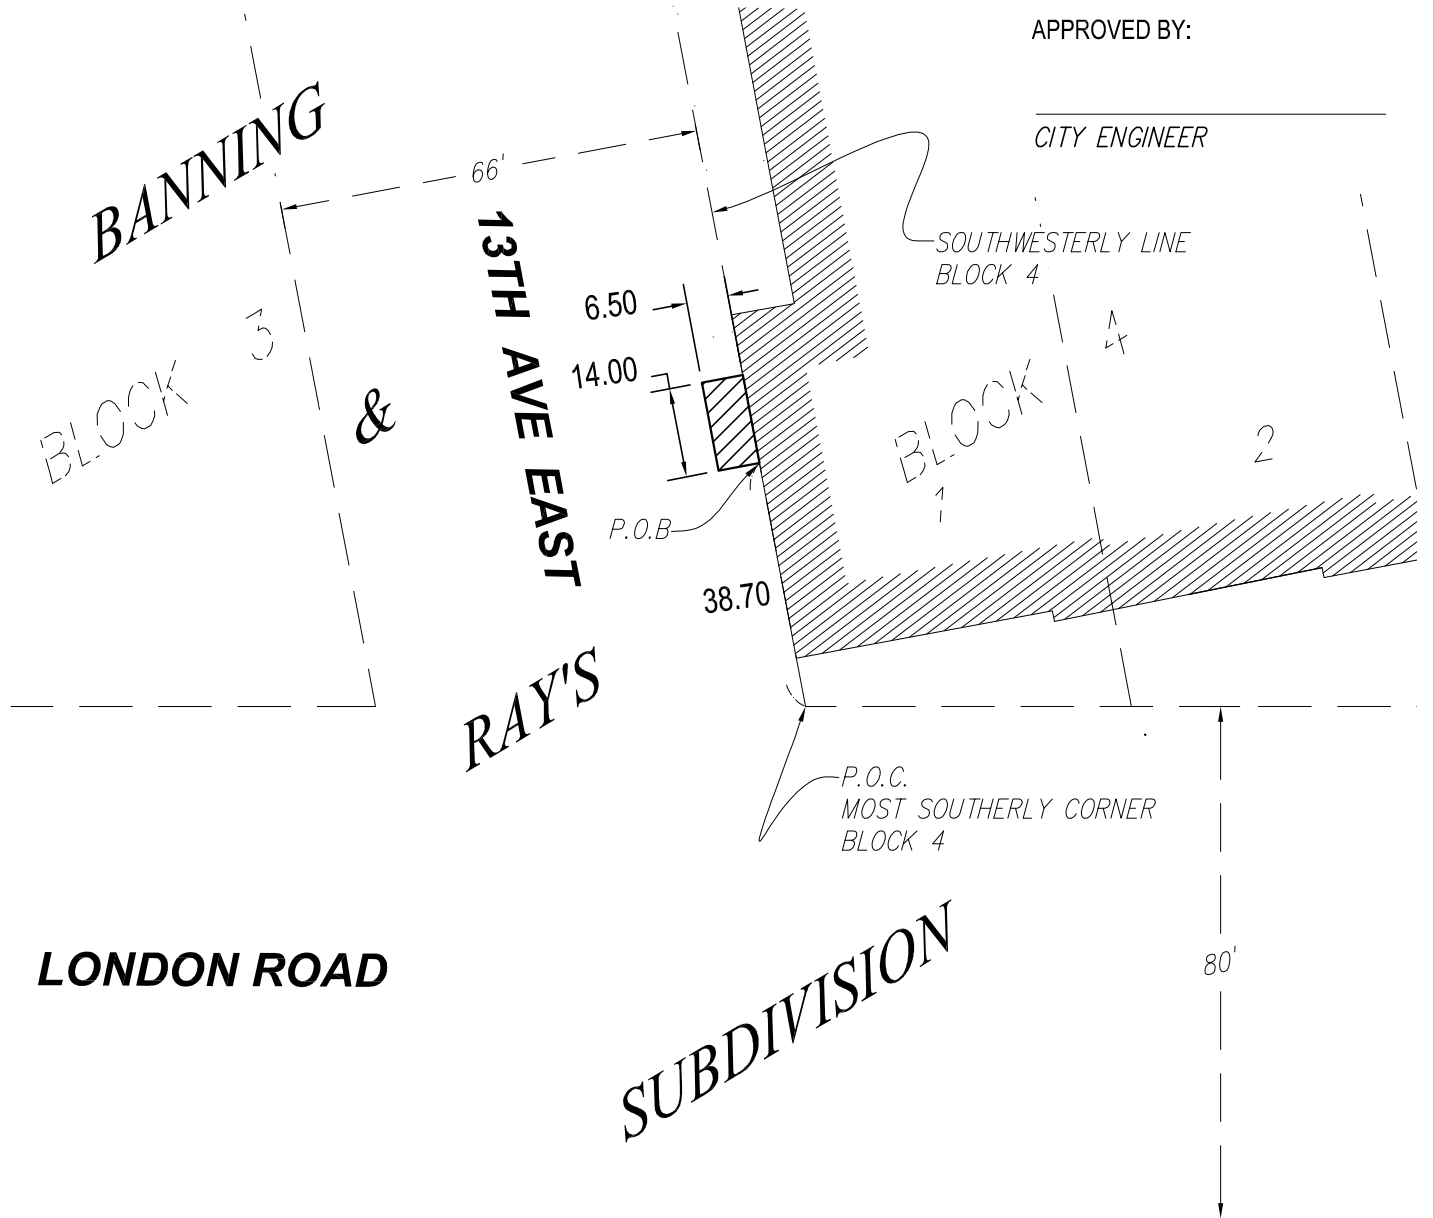 APPROVED BY:
CITY ENGINEER
BANNING
66'
13TH AVE EAST
SOUTHWESTERLY LINE
BLOCK 4
6.50
14.00
BLOCK 3
&
BLOCK 4
1
2
P.O.B
38.70
RAY'S
P.O.C.
MOST SOUTHERLY CORNER
BLOCK 4
LONDON ROAD
80'
SUBDIVISION